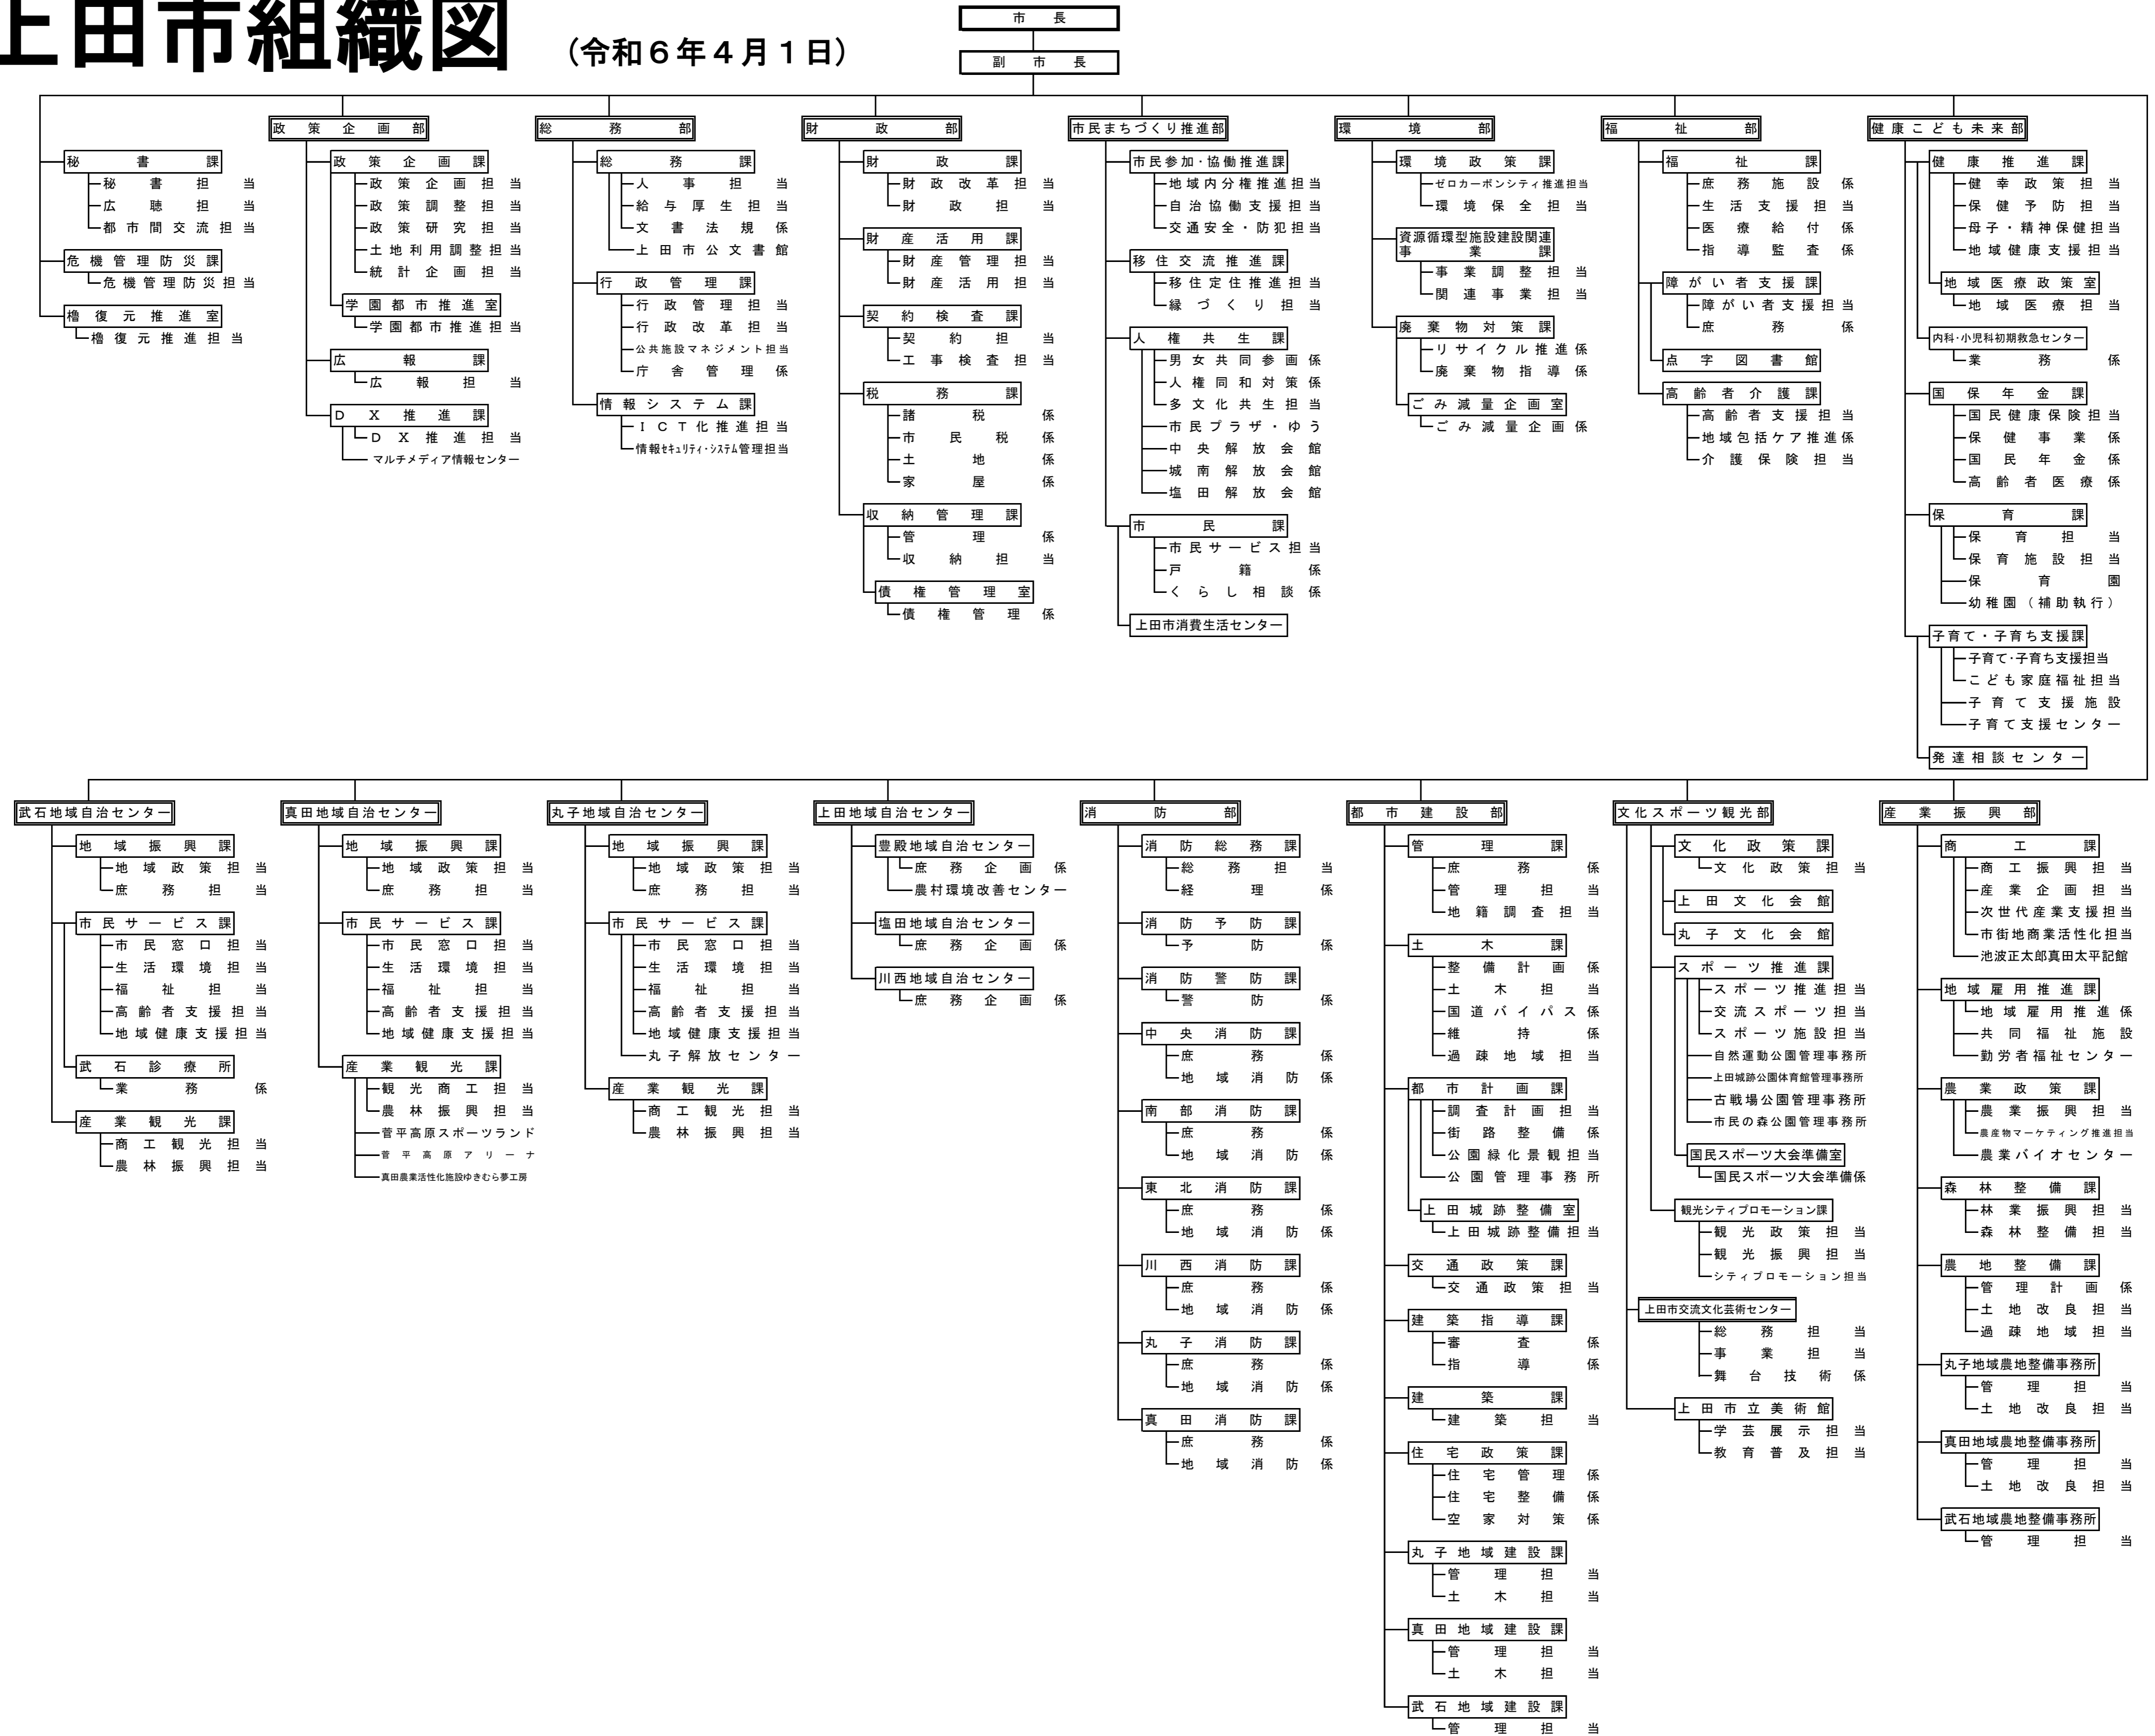 上田市組織図
（令和６年４月１日）
市長
副市長
秘書課
秘書担当
広聴担当
都市間交流担当
危機管理防災課
危機管理防災担当
櫓復元推進室
櫓復元推進担当
政策企画部
政策企画課
政策企画担当
政策調整担当
政策研究担当
土地利用調整担当
統計企画担当
学園都市推進室
学園都市推進担当
広報課
広報担当
ＤＸ推進課
ＤＸ推進担当
マルチメディア情報センター
総務部
総務課
人事担当
給与厚生担当
文書法規係
上田市公文書館
行政管理課
行政管理担当
行政改革担当
公共施設マネジメント担当
庁舎管理係
情報システム課
ＩＣＴ化推進担当
情報ｾｷｭﾘﾃｨ･ｼｽﾃﾑ管理担当
財政部
財政課
財政改革担当
財政担当
財産活用課
財産管理担当
財産活用担当
契約検査課
契約担当
工事検査担当
税務課
諸税係
市民税係
土地係
家屋係
収納管理課
管理係
収納担当
債権管理室
債権管理係
市民まちづくり推進部
市民参加・協働推進課
地域内分権推進担当
自治協働支援担当
交通安全・防犯担当
移住交流推進課
移住定住推進担当
縁づくり担当
人権共生課
男女共同参画係
人権同和対策係
多文化共生担当
市民プラザ・ゆう
中央解放会館
城南解放会館
塩田解放会館
市民課
市民サービス担当
戸籍係
くらし相談係
上田市消費生活センター
環境部
環境政策課
ゼロカーボンシティ推進担当
環境保全担当
資源循環型施設建設関連
事業課
事業調整担当
関連事業担当
廃棄物対策課
リサイクル推進係
廃棄物指導係
ごみ減量企画室
ごみ減量企画係
福祉部
福祉課
庶務施設係
生活支援担当
医療給付係
指導監査係
障がい者支援課
障がい者支援担当
庶務係
点字図書館
高齢者介護課
高齢者支援担当
地域包括ケア推進係
介護保険担当
健康こども未来部
健康推進課
健幸政策担当
保健予防担当
母子・精神保健担当
地域健康支援担当
地域医療政策室
地域医療担当
内科・小児科初期救急センター
業務係
国保年金課
国民健康保険担当
保健事業係
国民年金係
高齢者医療係
保育課
保育担当
保育施設担当
保育園
幼稚園（補助執行）
子育て・子育ち支援課
子育て・子育ち支援担当
こども家庭福祉担当
子育て支援施設
子育て支援センター
発達相談センター
武石地域自治センター
地域振興課
地域政策担当
庶務担当
市民サービス課
市民窓口担当
生活環境担当
福祉担当
高齢者支援担当
地域健康支援担当
武石診療所
業務係
産業観光課
商工観光担当
農林振興担当
真田地域自治センター
地域振興課
地域政策担当
庶務担当
市民サービス課
市民窓口担当
生活環境担当
福祉担当
高齢者支援担当
地域健康支援担当
産業観光課
観光商工担当
農林振興担当
菅平高原スポーツランド
菅平高原アリーナ
真田農業活性化施設ゆきむら夢工房
丸子地域自治センター
地域振興課
地域政策担当
庶務担当
市民サービス課
市民窓口担当
生活環境担当
福祉担当
高齢者支援担当
地域健康支援担当
丸子解放センター
産業観光課
商工観光担当
農林振興担当
上田地域自治センター
豊殿地域自治センター
庶務企画係
農村環境改善センター
塩田地域自治センター
庶務企画係
川西地域自治センター
庶務企画係
消防部
消防総務課
総務担当
経理係
消防予防課
予防係
消防警防課
警防係
中央消防課
庶務係
地域消防係
南部消防課
庶務係
地域消防係
東北消防課
庶務係
地域消防係
川西消防課
庶務係
地域消防係
丸子消防課
庶務係
地域消防係
真田消防課
庶務係
地域消防係
都市建設部
管理課
庶務係
管理担当
地籍調査担当
土木課
整備計画係
土木担当
国道バイパス係
維持係
過疎地域担当
都市計画課
調査計画担当
街路整備係
公園緑化景観担当
公園管理事務所
上田城跡整備室
上田城跡整備担当
交通政策課
交通政策担当
建築指導課
審査係
指導係
建築課
建築担当
住宅政策課
住宅管理係
住宅整備係
空家対策係
丸子地域建設課
管理担当
土木担当
真田地域建設課
管理担当
土木担当
武石地域建設課
管理担当
文化スポーツ観光部
文化政策課
文化政策担当
上田文化会館
丸子文化会館
スポーツ推進課
スポーツ推進担当
交流スポーツ担当
スポーツ施設担当
自然運動公園管理事務所
上田城跡公園体育館管理事務所
古戦場公園管理事務所
市民の森公園管理事務所
国民スポーツ大会準備室
国民スポーツ大会準備係
観光シティプロモーション課
観光政策担当
観光振興担当
シティプロモーション担当
上田市交流文化芸術センター
総務担当
事業担当
舞台技術係
上田市立美術館
学芸展示担当
教育普及担当
産業振興部
商工課
商工振興担当
産業企画担当
次世代産業支援担当
市街地商業活性化担当
池波正太郎真田太平記館
地域雇用推進課
地域雇用推進係
共同福祉施設
勤労者福祉センター
農業政策課
農業振興担当
農産物マーケティング推進担当
農業バイオセンター
森林整備課
林業振興担当
森林整備担当
農地整備課
管理計画係
土地改良担当
過疎地域担当
丸子地域農地整備事務所
管理担当
土地改良担当
真田地域農地整備事務所
管理担当
土地改良担当
武石地域農地整備事務所
管理担当